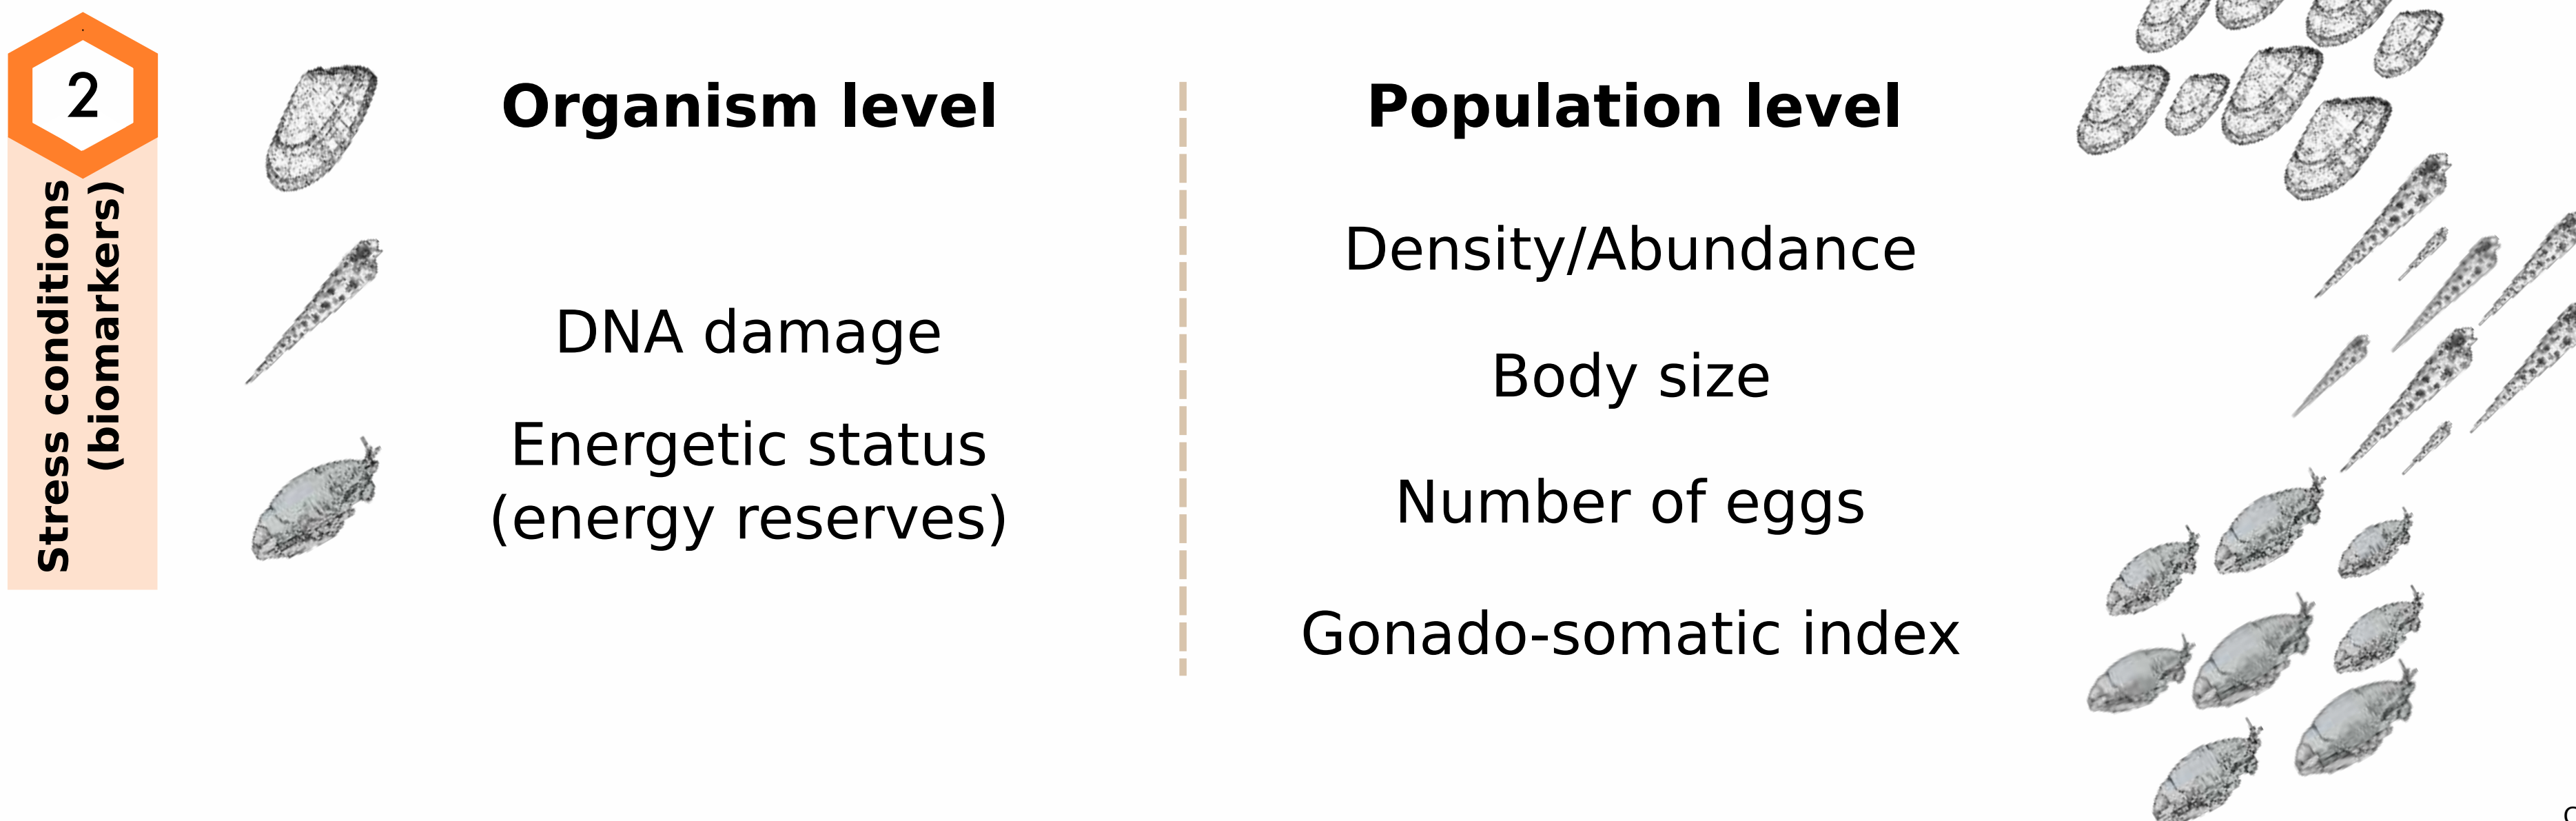 2
Stress conditions
(biomarkers)
Organism level
DNA damage
Energetic status
(energy reserves)
Population level
Density/Abundance
Body size
Number of eggs
Gonado-somatic index